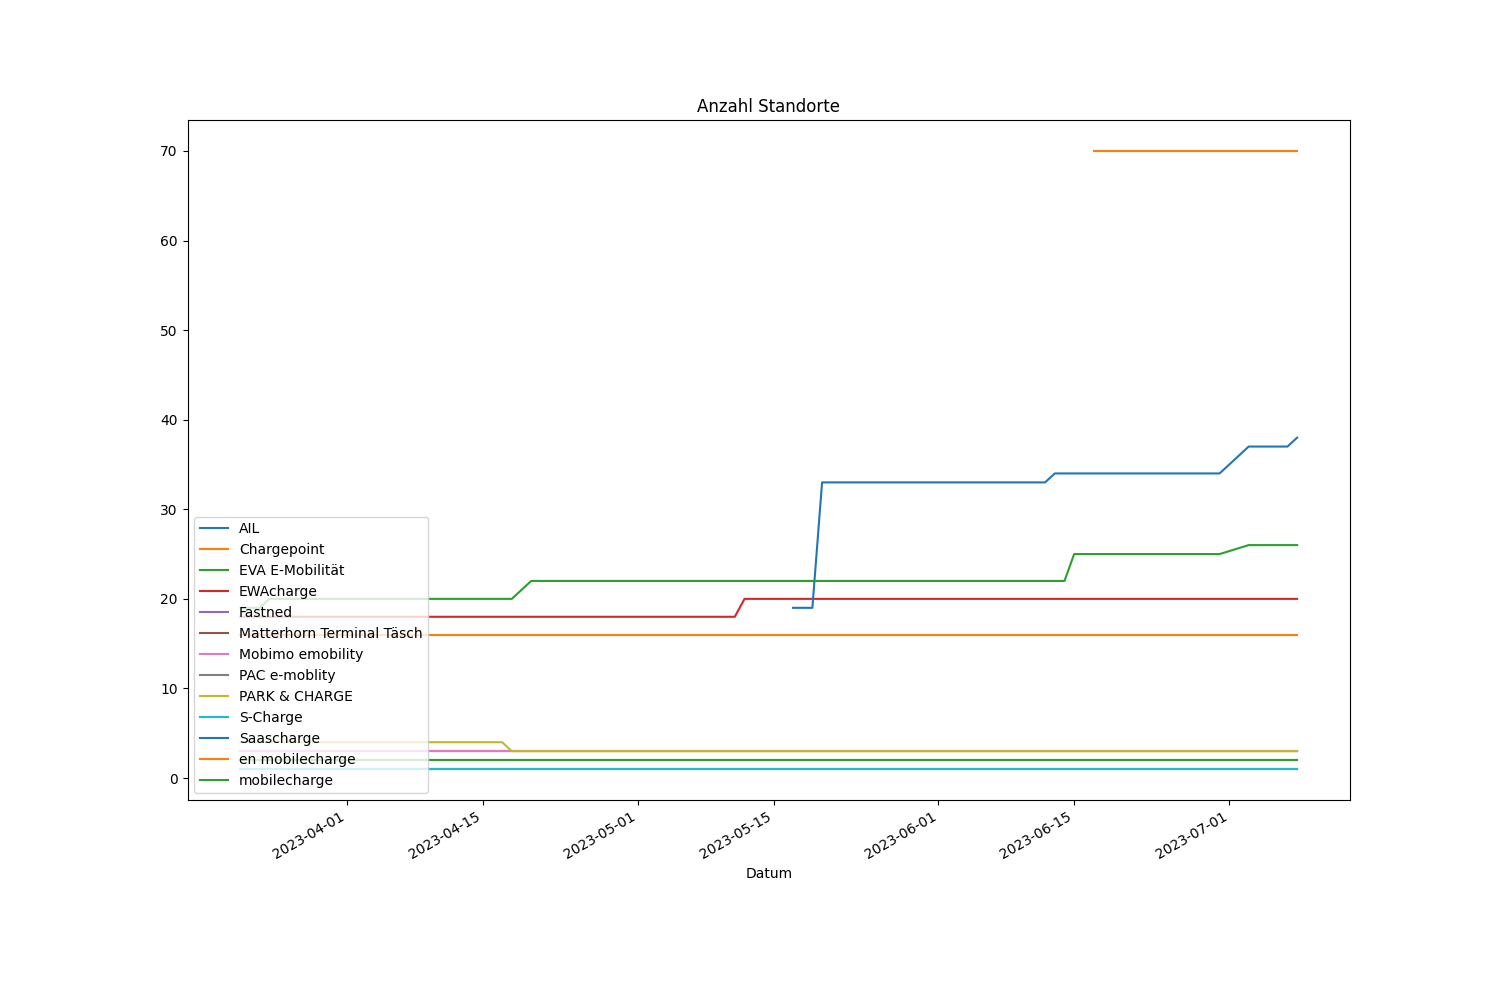 Anzahl Standorte
70
60
50
40
30
20
10
0
AIL
Chargepoint
EVA E-Mobilität
EWAcharge
Fastned
Matterhorn Terminal Täsch
Mobimo emobility
PAC e-moblity
PARK & CHARGE
S-Charge
Saascharge
en mobilecharge
mobilecharge
2023-04-01
2023-04-15
2023-05-01
2023-05-15
2023-06-01
2023-06-15
2023-07-01
Datum